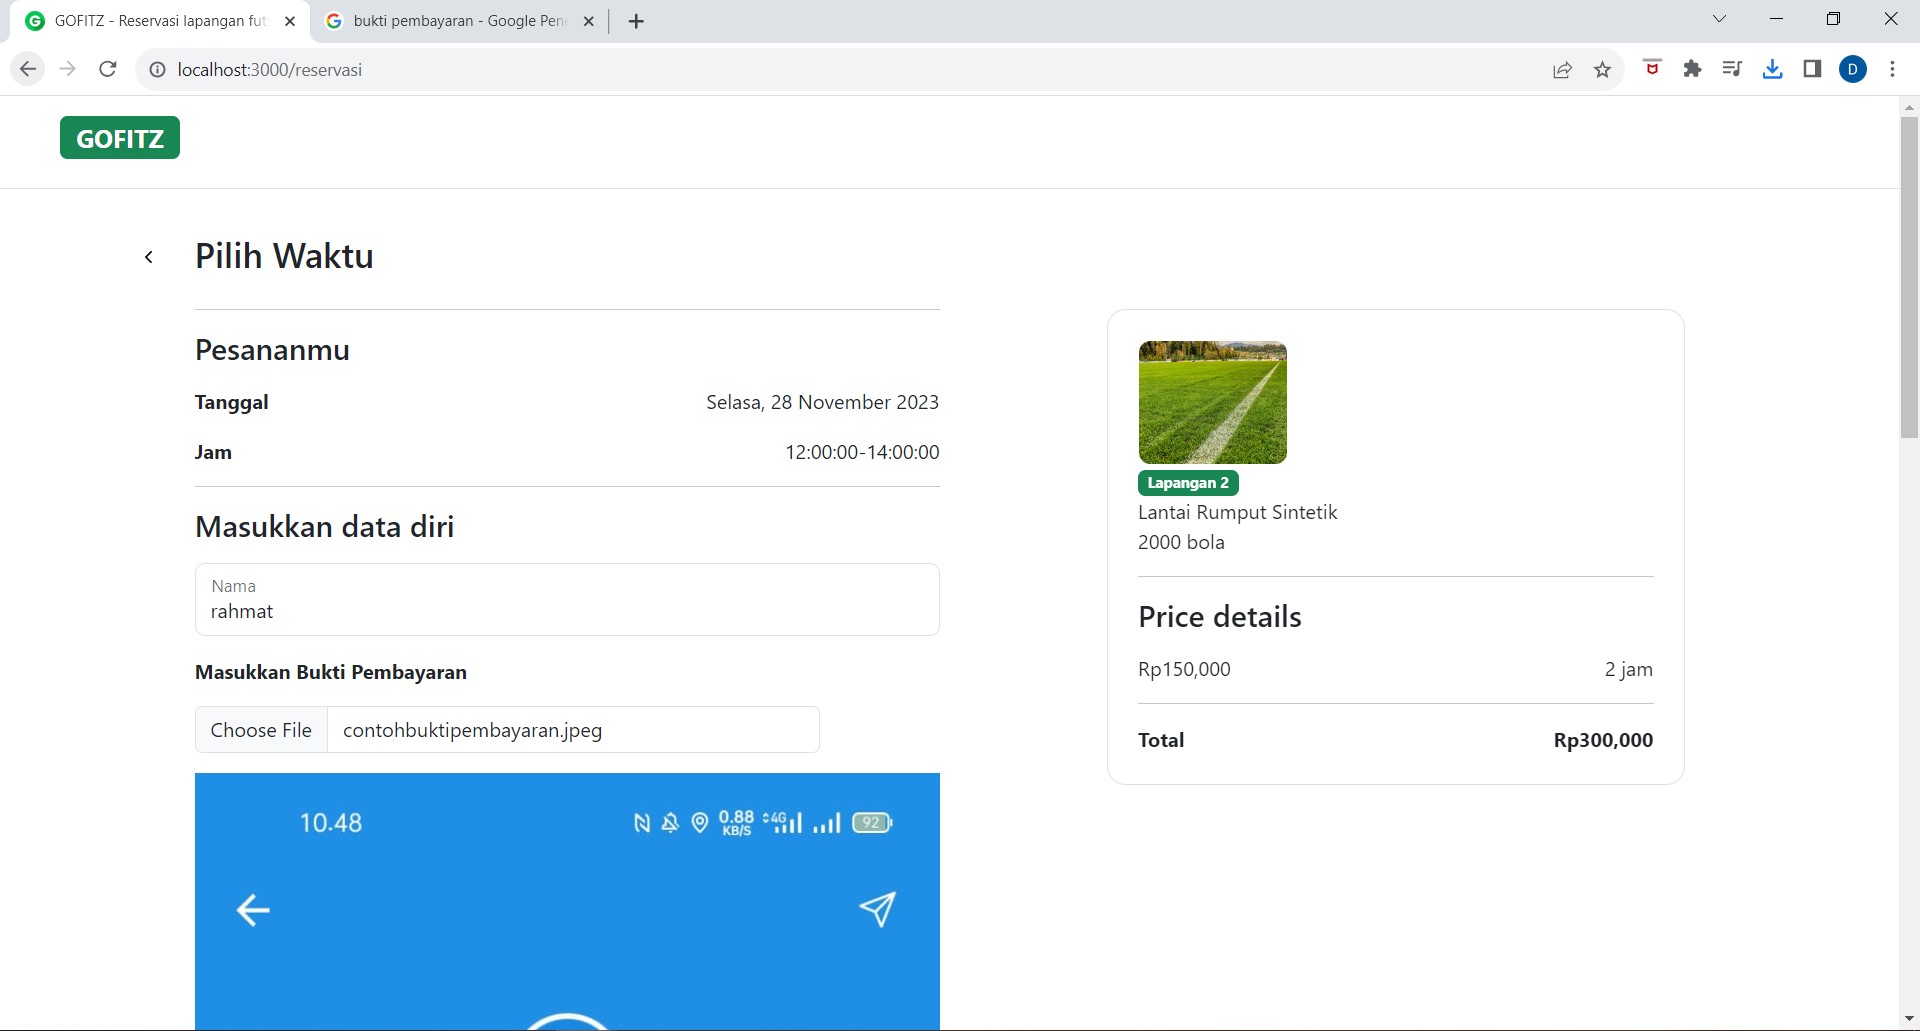 GOFITZ - Reservasi lapangan fut
bukti pembayaran - Google Pen
localhost:3000/reservasi
D
GOFITZ
Pilih Waktu
Pesananmu
Tanggal Selasa, 28 November 2023
Jam 12:00:00-14:00:00
Masukkan data diri
Nama
rahmat
Masukkan Bukti Pembayaran
Choose File contohbuktipembayaran.jpeg
10.48 0.88 KB/S 4G 92
Lapangan 2
Lantai Rumput Sintetik
2000 bola
Price details
Rp150,000 2 jam
Total Rp300,000